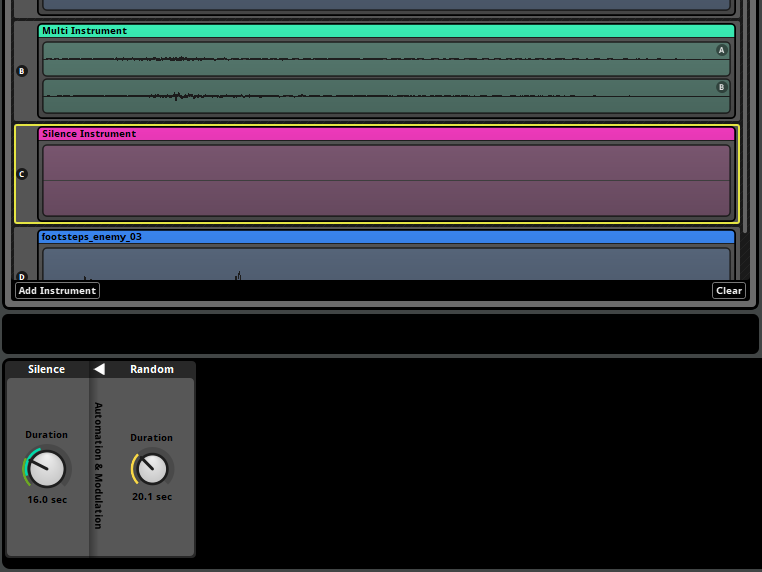 Multi Instrument
A
B
B
Silence Instrument
C
footsteps_enemy_03
D
Add Instrument
Clear
Silence
Random
Duration
16.0 sec
Automation & Modulation
Duration
20.1 sec